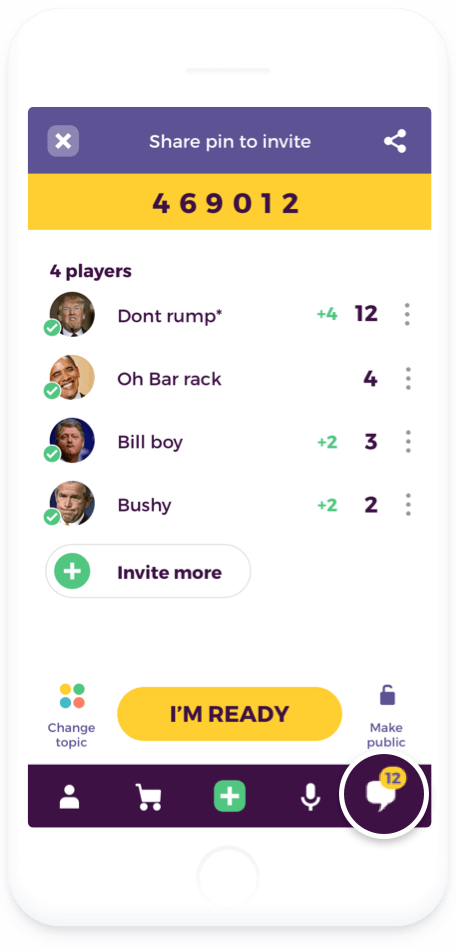 Share pin to invite
469012
4 players
Dont rump* +4 12
Oh Bar rack 4
Bill boy +2 3
Bushy +2 2
Invite more
Change topic
I'M READY
Make public
12